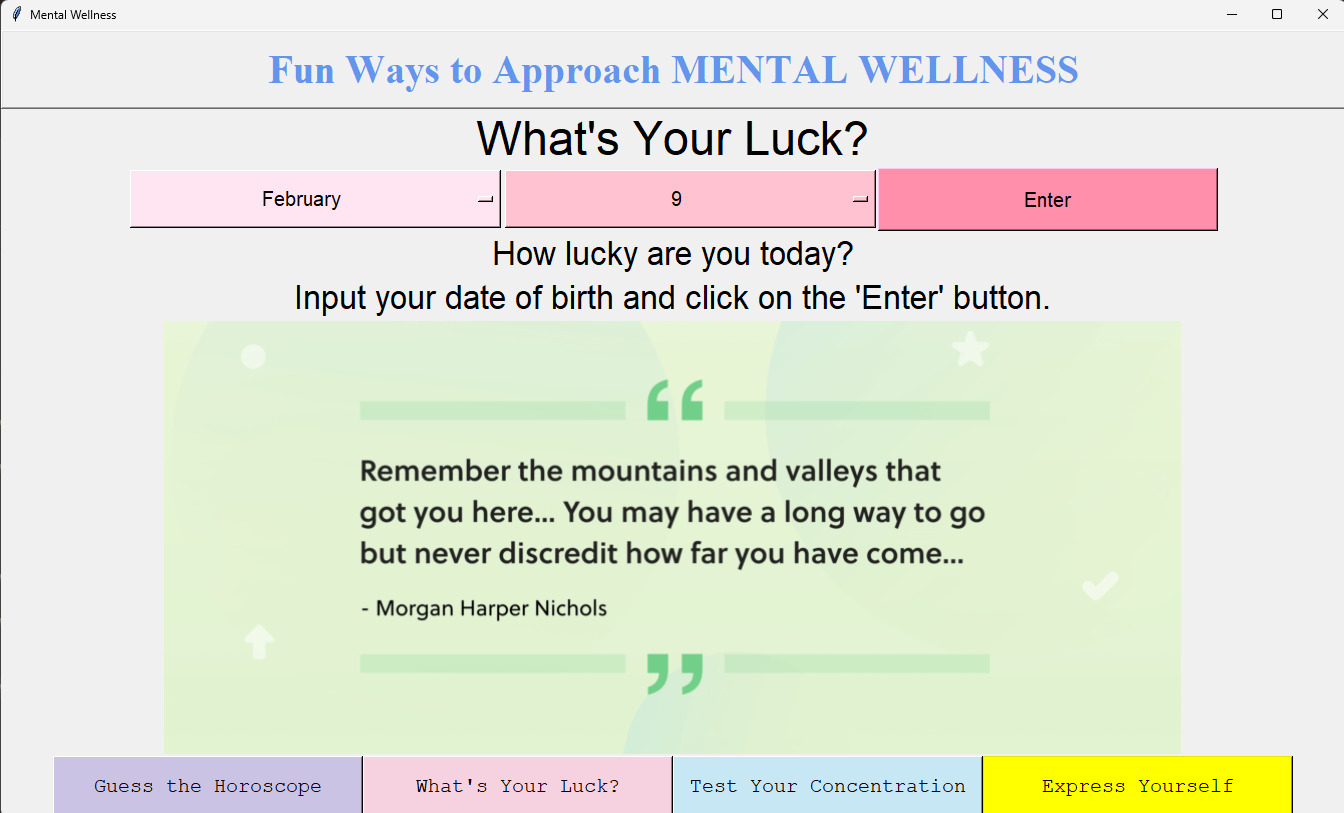 Mental Wellness
Fun Ways to Approach MENTAL WELLNESS
What's Your Luck?
February 9 Enter
How lucky are you today?
Input your date of birth and click on the 'Enter' button.
“
Remember the mountains and valleys that
got you here... You may have a long way to go
but never discredit how far you have come...
- Morgan Harper Nichols
”
Guess the Horoscope What's Your Luck? Test Your Concentration Express Yourself